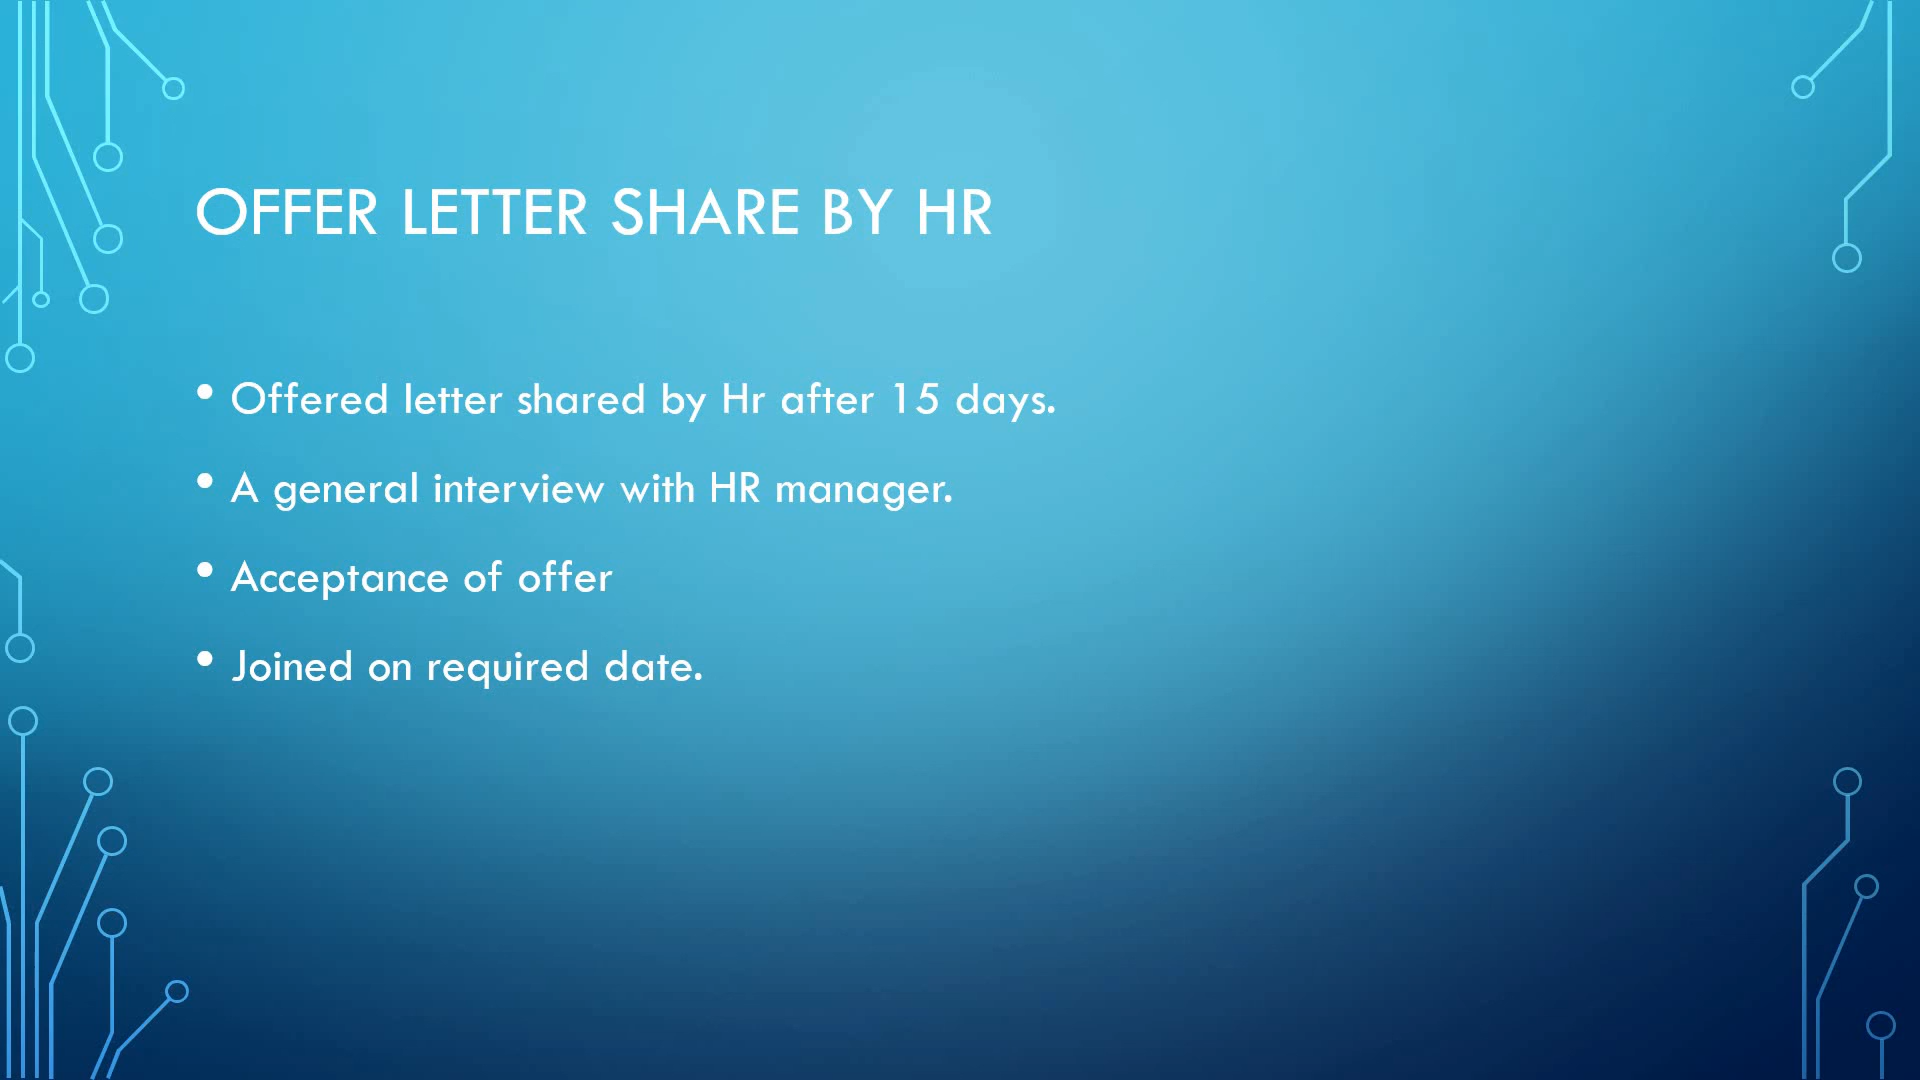 OFFER LETTER SHARE BY HR
• Offered letter shared by Hr after 15 days.
• A general interview with HR manager.
• Acceptance of offer
• Joined on required date.